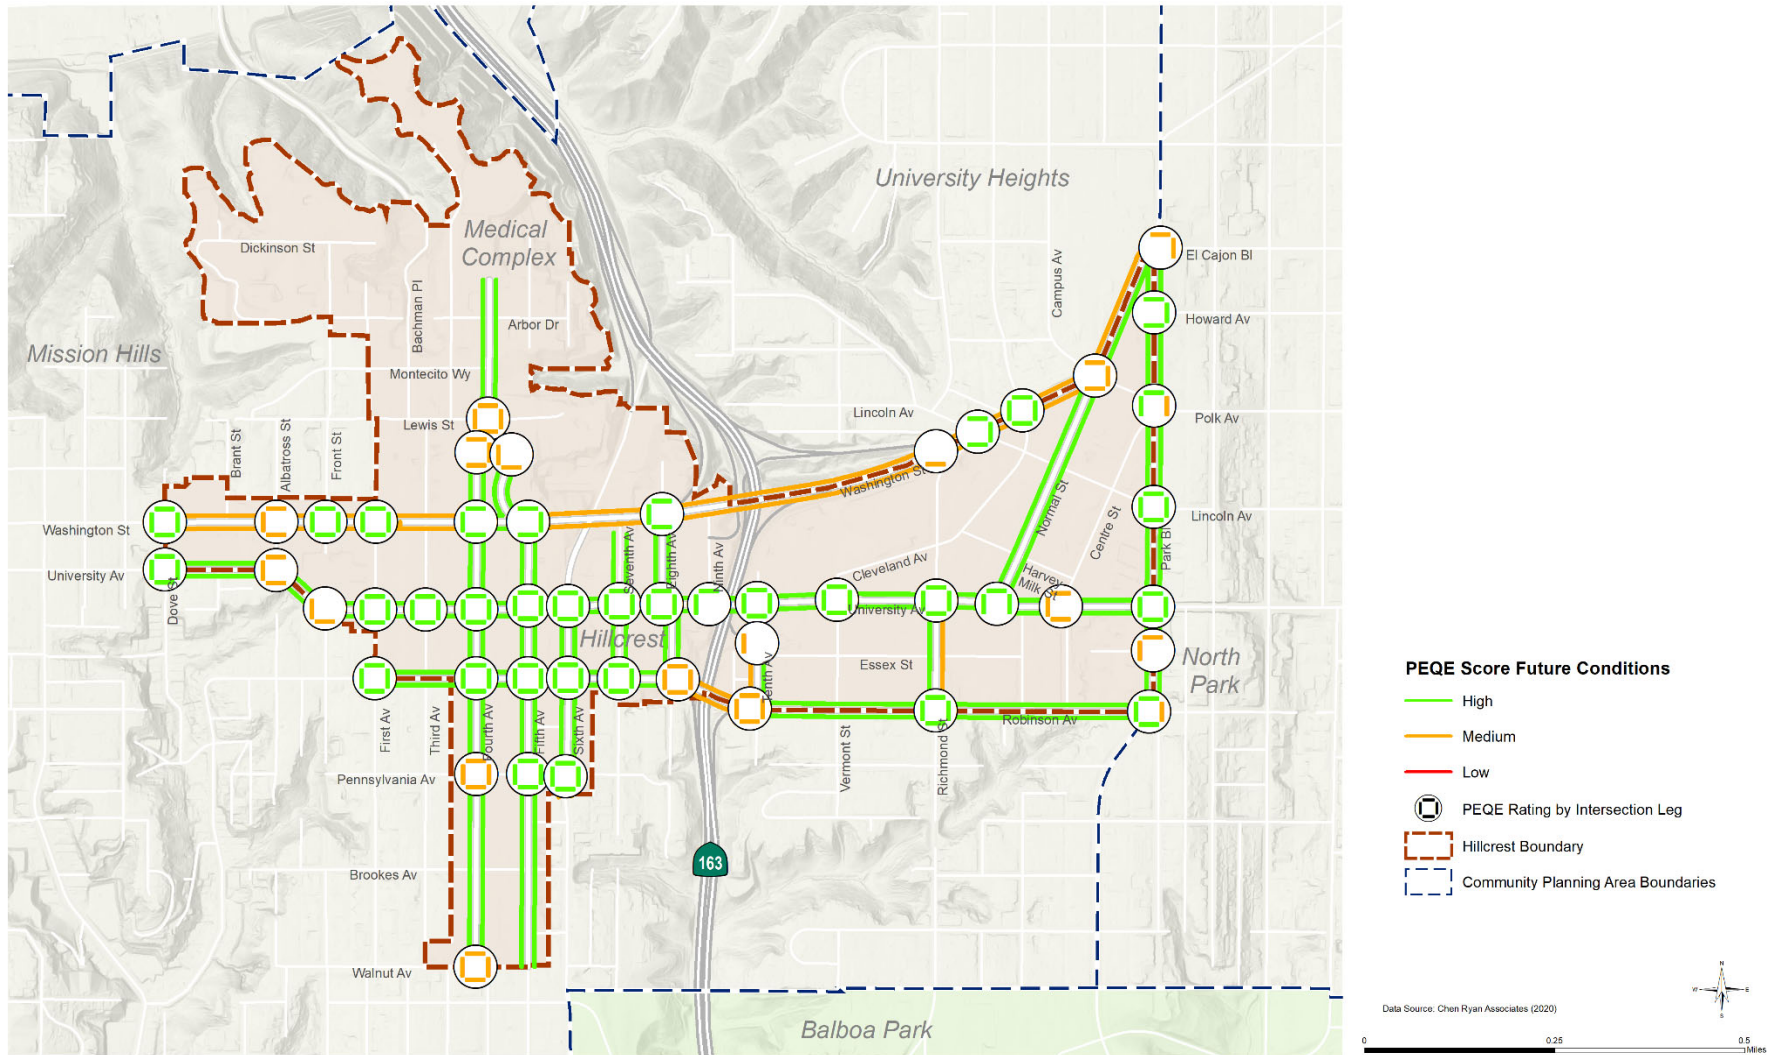 University Heights
Medical
Complex
Dickinson St
El Cajon Bl
Campus Av
Bachman Pl
Arbor Dr
Howard Av
Mission Hills
Montecito Wy
Lincoln Av
Polk Av
Lewis St
Brant St
Albatross St
Front St
Washington St
Normal St
Centre St
Lincoln Av
Washington St
Park Bl
Seventh Av
Eighth Av
Ninth Av
Cleveland Av
Harvey
Milk St
University Av
Dove St
University Av
Hillcrest
Essex St
North
Park
Tenth Av
First Av
Third Av
Fourth Av
Fifth Av
Sixth Av
Vermont St
Richmond St
Robinson Av
Pennsylvania Av
163
Brookes Av
Walnut Av
Balboa Park
PEQE Score Future Conditions
High
Medium
Low
PEQE Rating by Intersection Leg
Hillcrest Boundary
Community Planning Area Boundaries
N
W
E
S
Data Source: Chen Ryan Associates (2020)
0
0.25
0.5
Miles